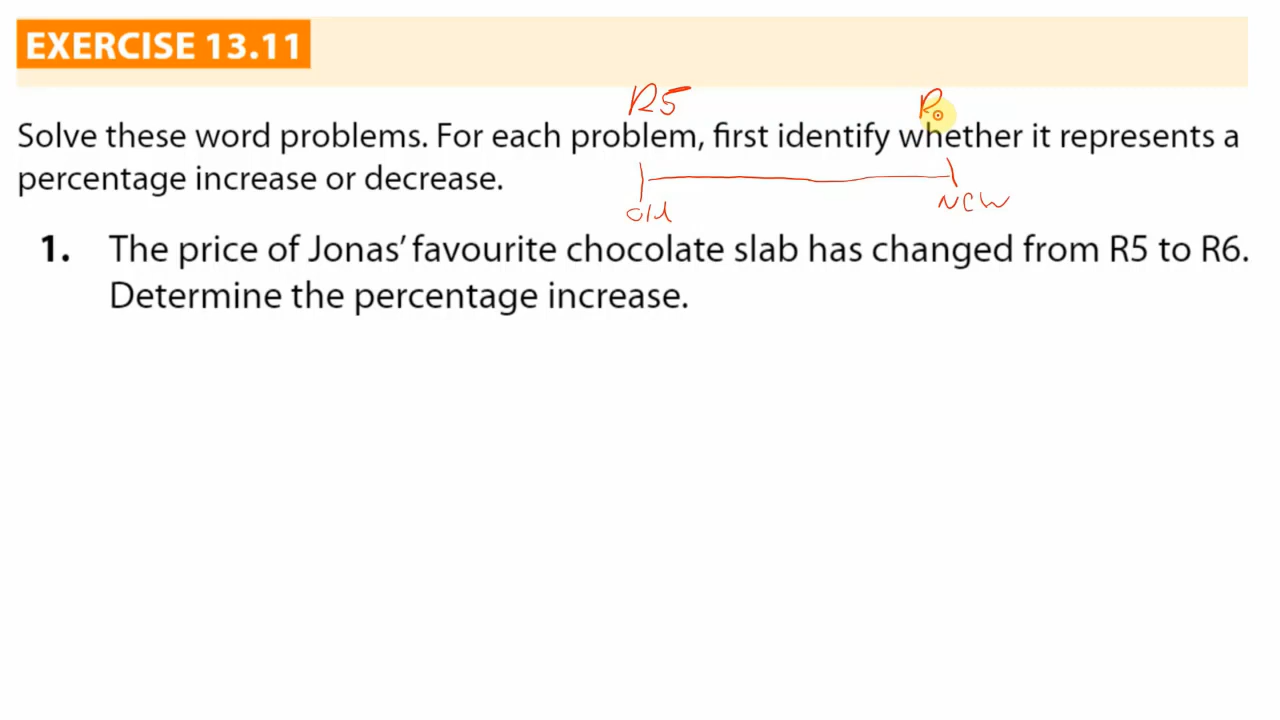 EXERCISE 13.11
R5 R
Solve these word problems. For each problem, first identify whether it represents a
percentage increase or decrease.
old new
1. The price of Jonas’ favourite chocolate slab has changed from R5 to R6.
Determine the percentage increase.